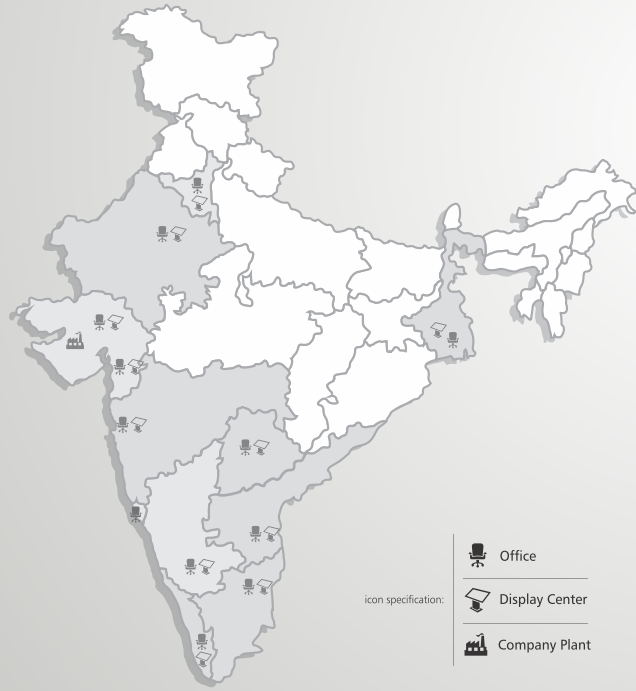 Office
icon specification:
Display Center
Company Plant